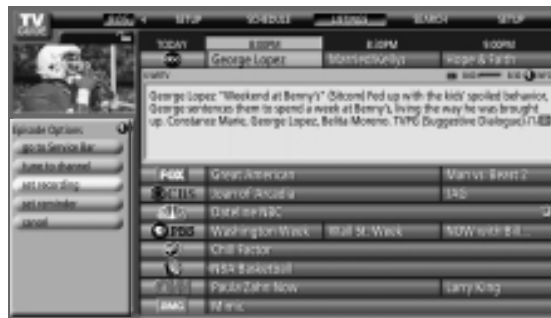 TV
GUIDE
SETUP SCHEDULE LISTINGS SEARCH SETUP
TODAY 8:00PM 8:30PM 9:00PM
abc George Lopez Married/Kellys Hope & Faith
George Lopez "Weekend at Benny's" (Sitcom) Fed up with the kids' spoiled behavior,
George sentences them to spend a week at Benny's, living the way he was brought
up. Constance Marie, George Lopez, Belita Moreno. TVPG (Suggestive Dialogue)
Episode Options
go to Service Bar
tune to channel
set recording
set reminder
cancel
FOX Great American Man vs. Beast 2
CBS Joan of Arcadia JAG
Dateline NBC
PBS Washington Week Wall St. Week NOW with Bill...
Chill Factor
NBA Basketball
Paula Zahn Now Larry King
AMC Mimic